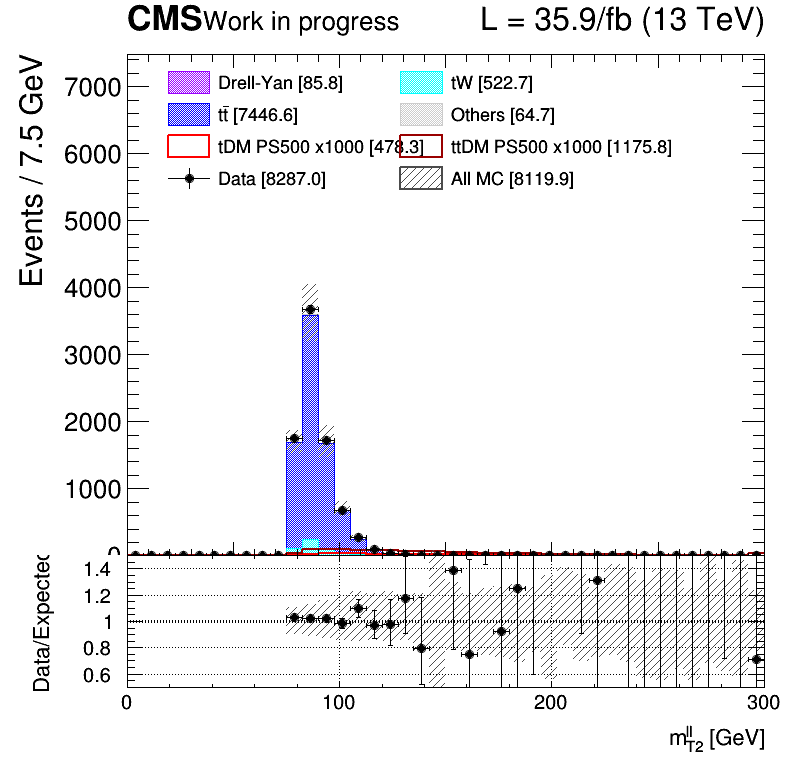 CMS Work in progress L = 35.9/fb (13 TeV)
Events / 7.5 GeV
7000
6000
5000
4000
3000
2000
1000
0
Drell-Yan [85.8]
tW [522.7]
tt̄ [7446.6]
Others [64.7]
tDM PS500 x1000 [478.3]
ttDM PS500 x1000 [1175.8]
Data [8287.0]
All MC [8119.9]
Data/Expected
1.4
1.2
1
0.8
0.6
0 100 200 300
m_T2^ll [GeV]